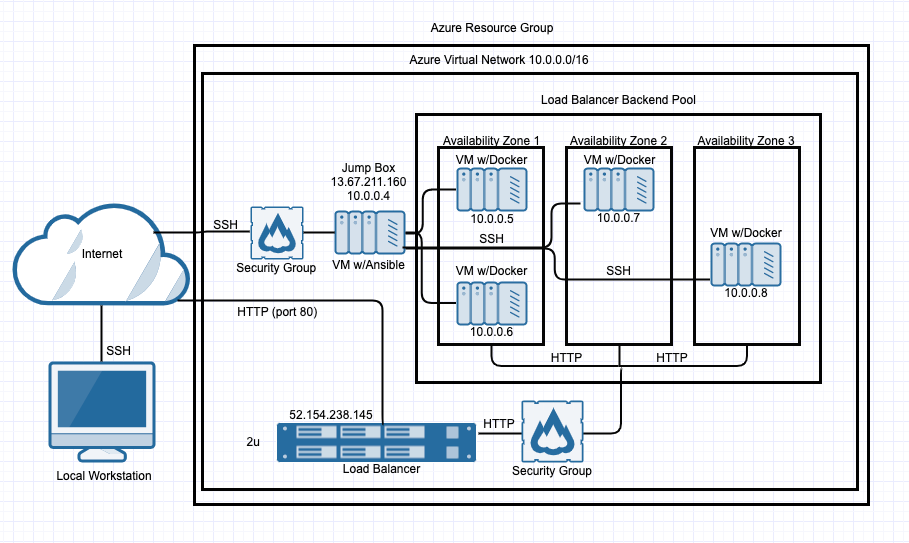 Azure Resource Group
Azure Virtual Network 10.0.0.0/16
Load Balancer Backend Pool
Availability Zone 1
Availability Zone 2
Availability Zone 3
VM w/Docker
10.0.0.5
VM w/Docker
10.0.0.7
VM w/Docker
10.0.0.8
VM w/Docker
10.0.0.6
Jump Box
13.67.211.160
10.0.0.4
VM w/Ansible
SSH
Security Group
SSH
SSH
Internet
HTTP (port 80)
SSH
HTTP
HTTP
Local Workstation
52.154.238.145
2u
Load Balancer
HTTP
Security Group